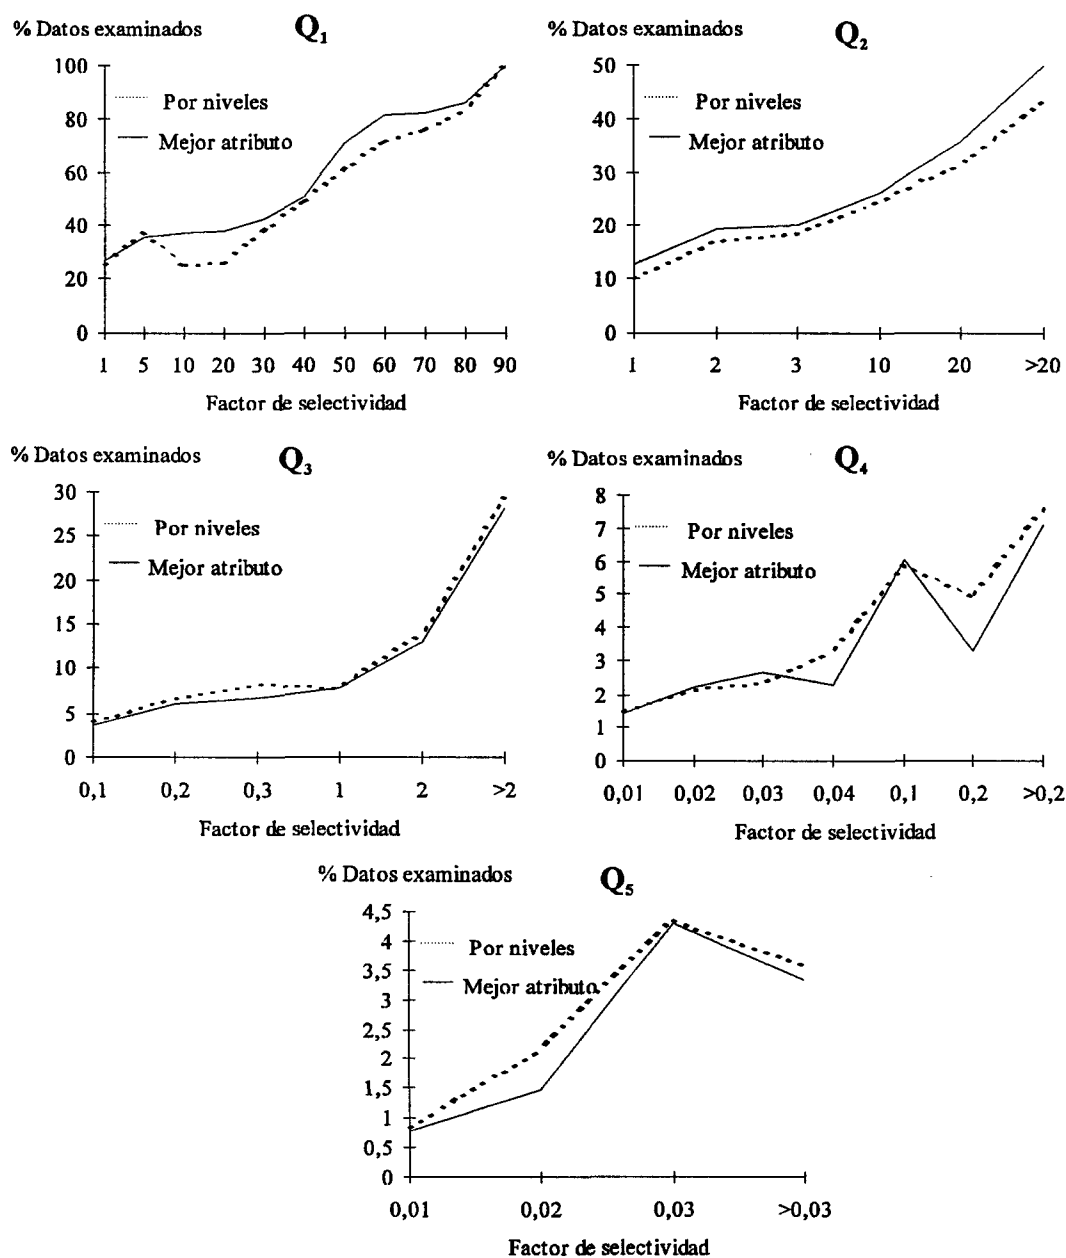 % Datos examinados
Q1
100
80
60
40
20
0
Por niveles
Mejor atributo
1 5 10 20 30 40 50 60 70 80 90
Factor de selectividad
% Datos examinados
Q2
50
40
30
20
10
0
Por niveles
Mejor atributo
1 2 3 10 20 >20
Factor de selectividad
% Datos examinados
Q3
30
25
20
15
10
5
0
Por niveles
Mejor atributo
0,1 0,2 0,3 1 2 >2
Factor de selectividad
% Datos examinados
Q4
8
7
6
5
4
3
2
1
0
Por niveles
Mejor atributo
0,01 0,02 0,03 0,04 0,1 0,2 >0,2
Factor de selectividad
% Datos examinados
Q5
4,5
4
3,5
3
2,5
2
1,5
1
0,5
0
Por niveles
Mejor atributo
0,01 0,02 0,03 >0,03
Factor de selectividad